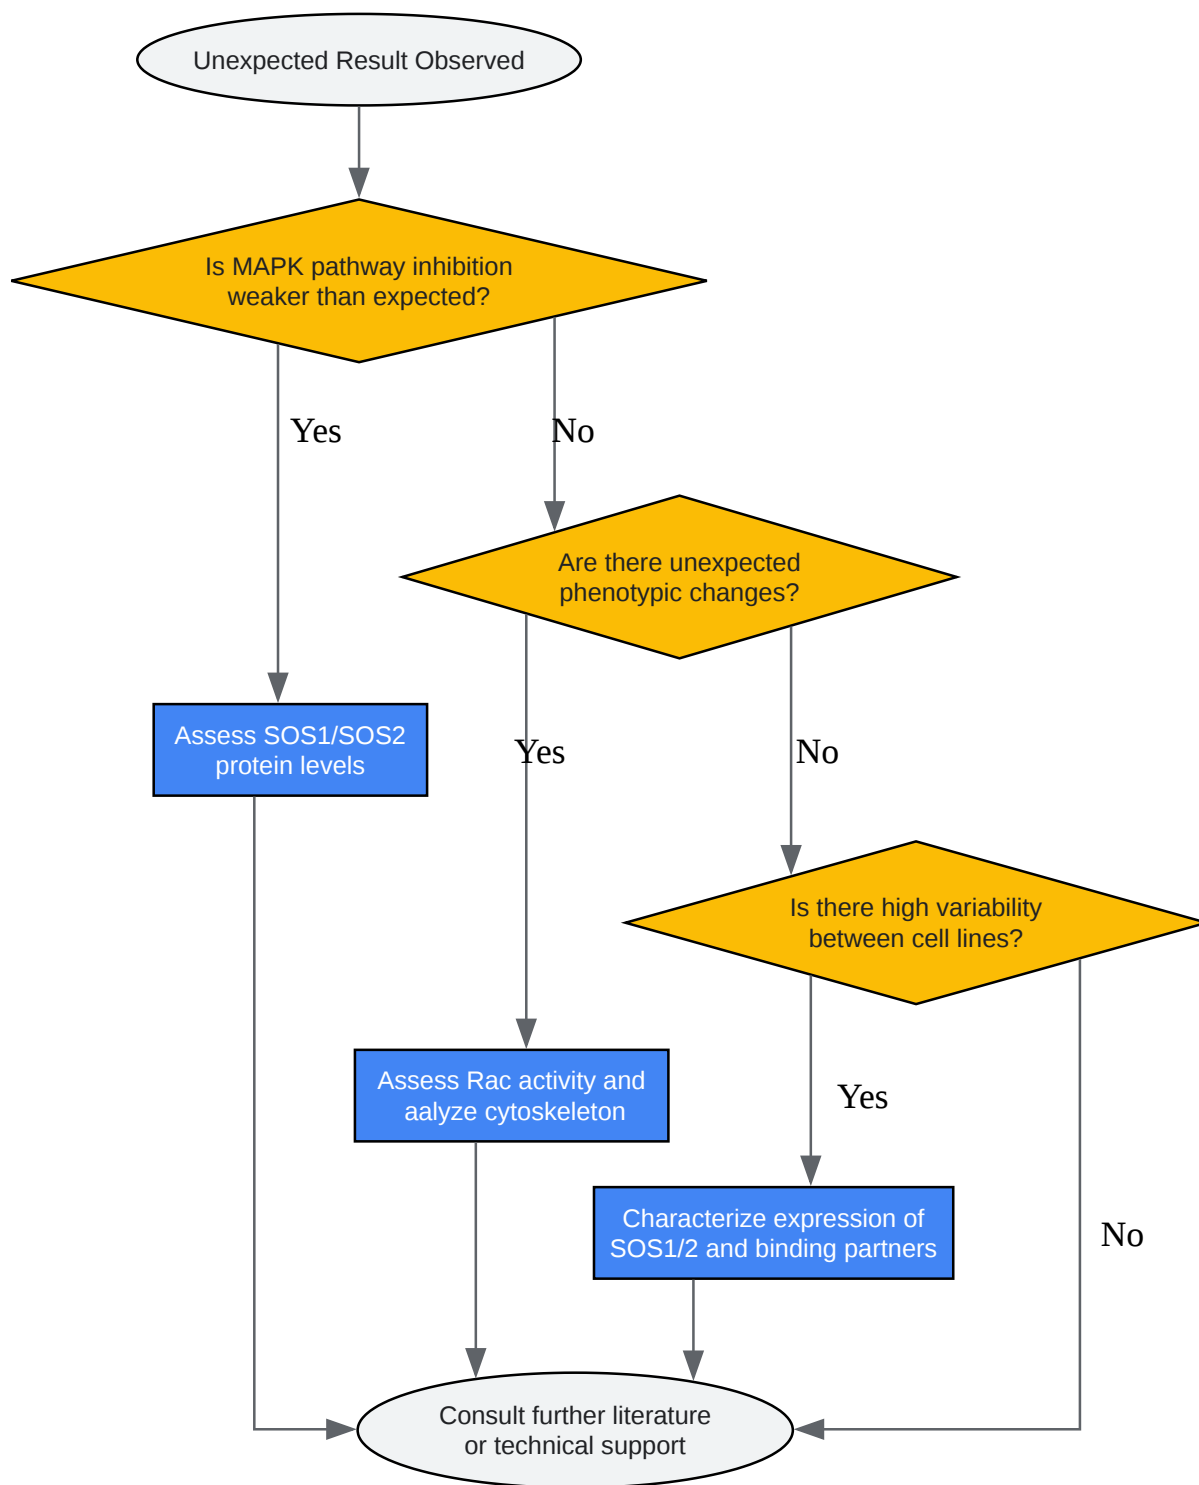 Unexpected Result Observed
Is MAPK pathway inhibition
weaker than expected?
Yes
No
Are there unexpected
phenotypic changes?
Assess SOS1/SOS2
protein levels
Yes
No
Is there high variability
between cell lines?
Assess Rac activity and
aalyze cytoskeleton
Yes
Characterize expression of
SOS1/2 and binding partners
No
Consult further literature
or technical support